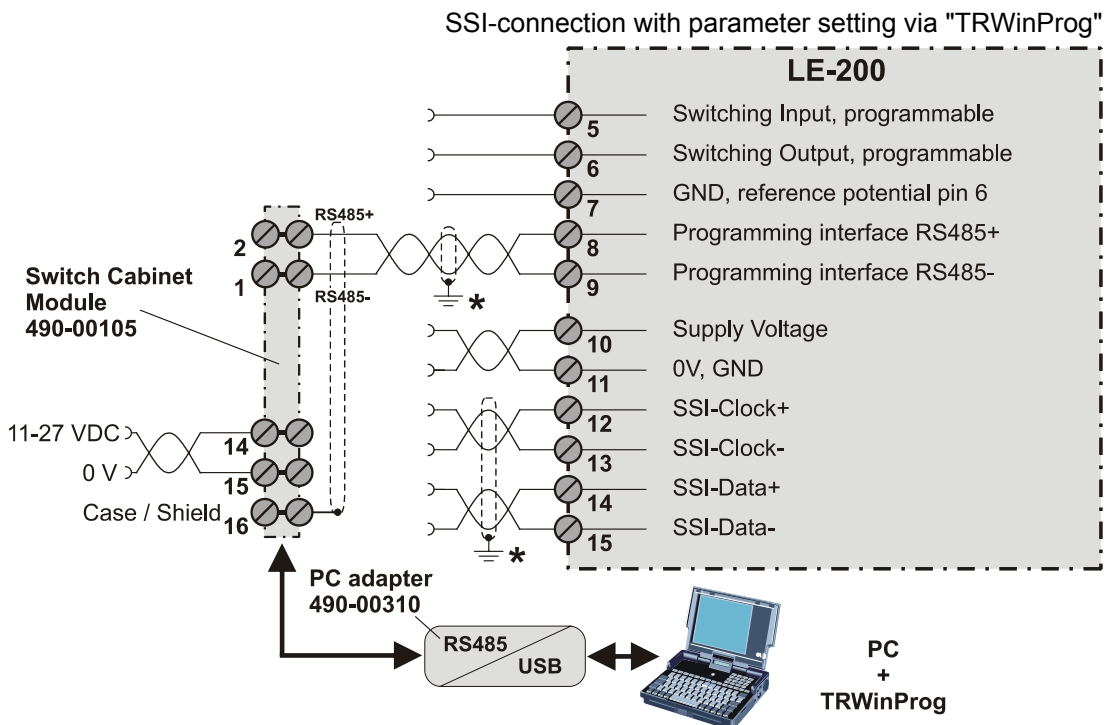 SSI-connection with parameter setting via "TRWinProg"
LE-200
5 Switching Input, programmable
6 Switching Output, programmable
7 GND, reference potential pin 6
8 Programming interface RS485+
9 Programming interface RS485-
10 Supply Voltage
11 0V, GND
12 SSI-Clock+
13 SSI-Clock-
14 SSI-Data+
15 SSI-Data-
RS485+
2
1
RS485-
*
Switch Cabinet
Module
490-00105
11-27 VDC
14
0 V
15
Case / Shield
16
*
PC adapter
490-00310
RS485
USB
PC
+
TRWinProg